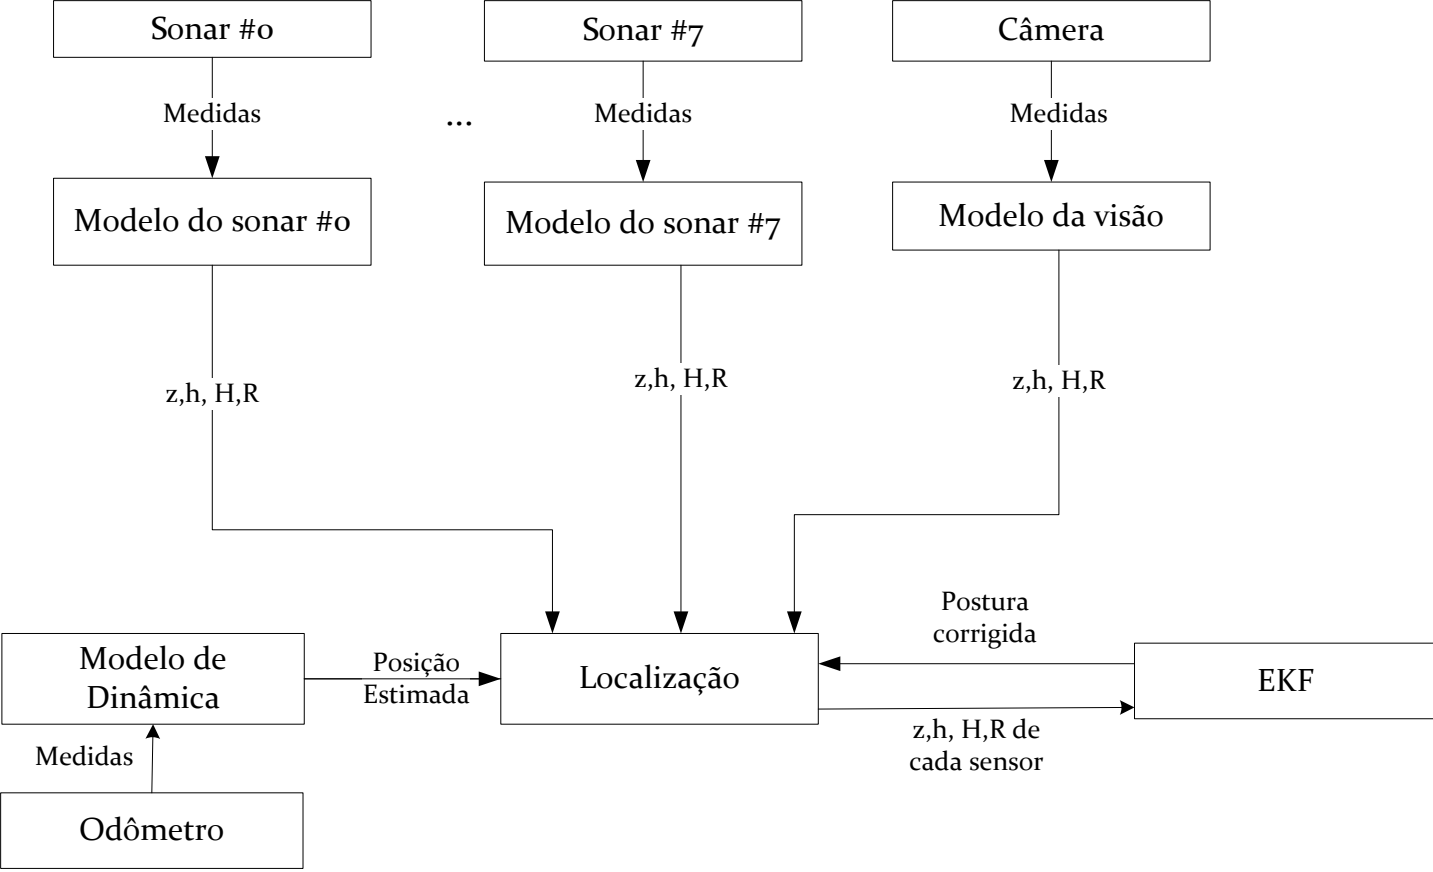 Sonar #0
Sonar #7
Câmera
Medidas
...
Medidas
Medidas
Modelo do sonar #0
Modelo do sonar #7
Modelo da visão
z,h, H,R
z,h, H,R
z,h, H,R
Postura
corrigida
Modelo de
Dinâmica
Posição
Estimada
Localização
EKF
z,h, H,R de
cada sensor
Medidas
Odômetro